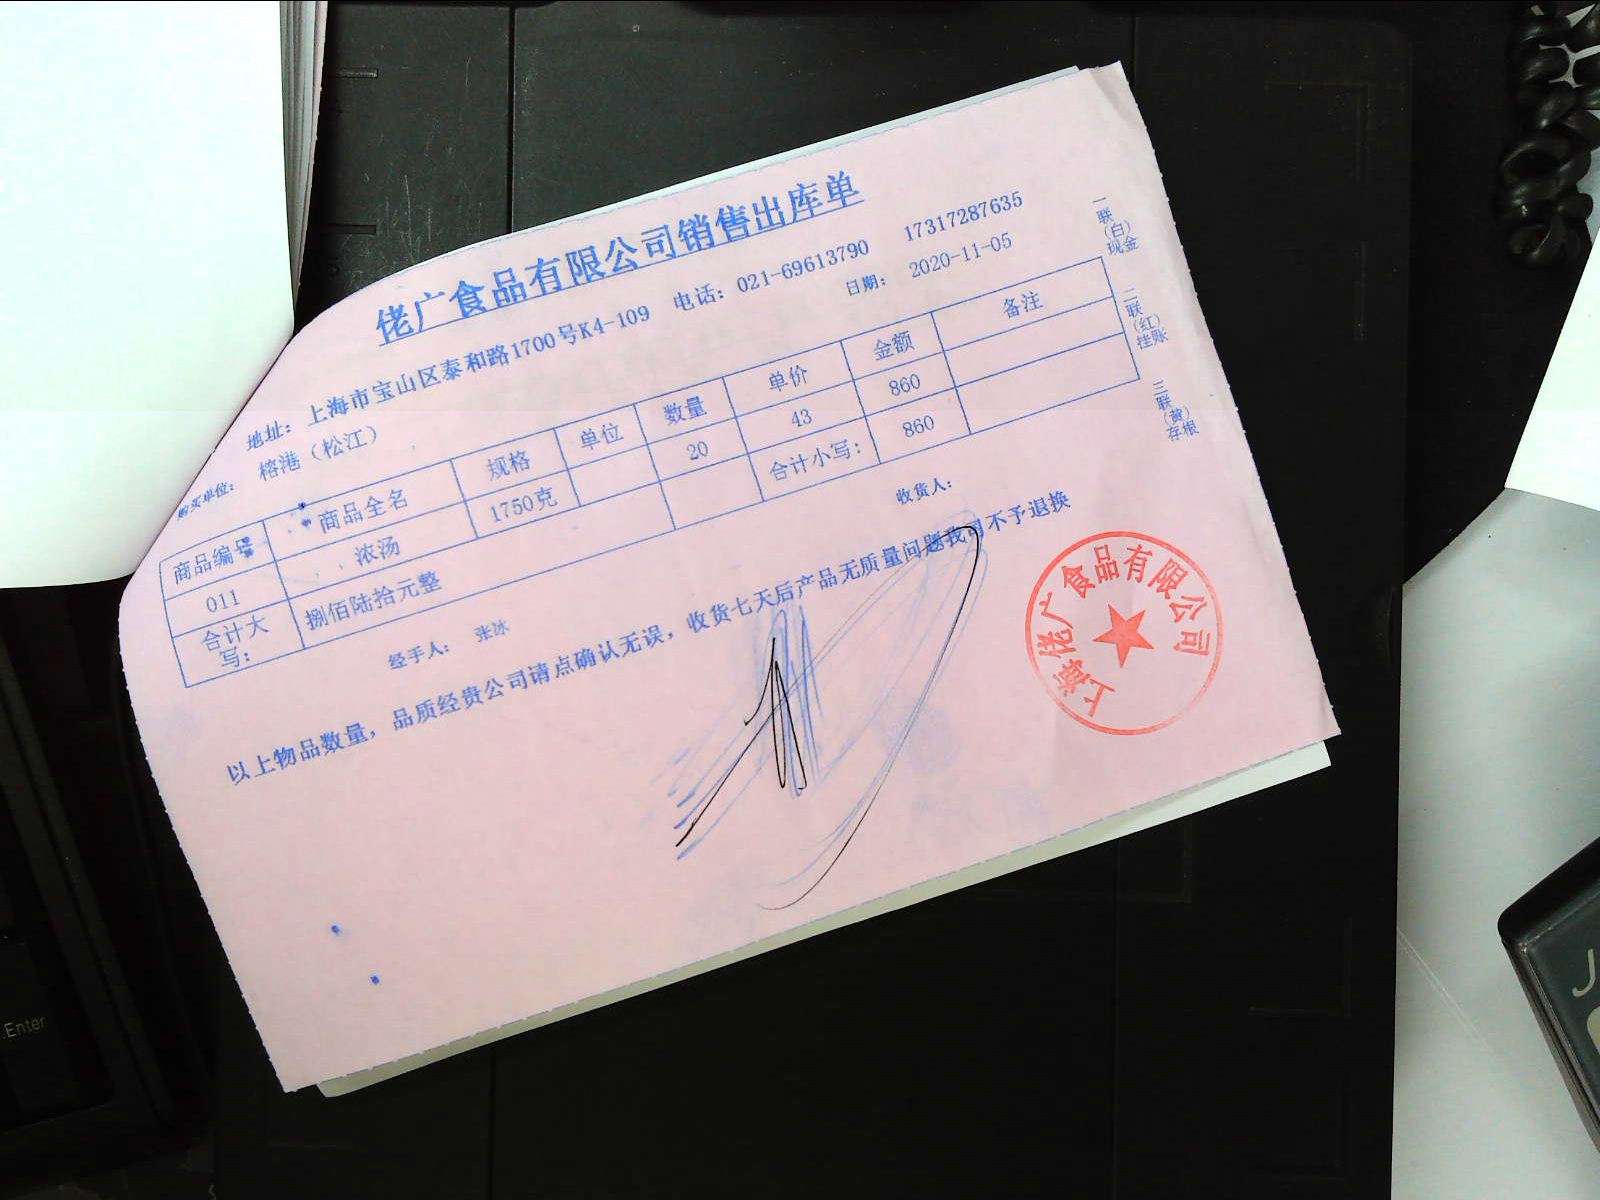 佬广食品有限公司销售出库单
地址： 上海市宝山区泰和路1700号K4-109 电话：021-69613790 17317287635
购买单位： 榕港（松江） 日期： 2020-11-05
商品编号 商品全名 规格 单位 数量 单价 金额 备注
011 浓汤 1750克 20 43 860
合计大写： 捌佰陆拾元整 合计小写： 860
经手人： 张冰 收货人：
以上物品数量，品质经贵公司请点确认无误，收货七天后产品无质量问题我司不予退换
一联(白)现金
二联(红)挂账
三联(黄)存根
上海佬广食品有限公司
Enter
J